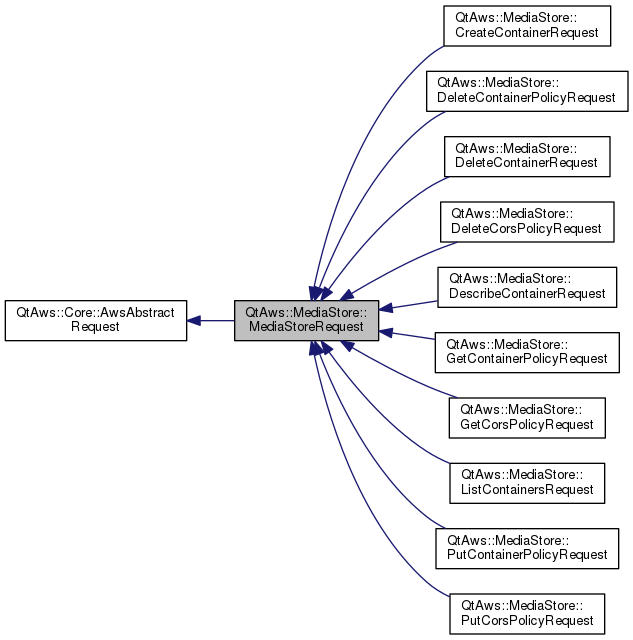 QtAws::MediaStore::
CreateContainerRequest
QtAws::MediaStore::
DeleteContainerPolicyRequest
QtAws::MediaStore::
DeleteContainerRequest
QtAws::MediaStore::
DeleteCorsPolicyRequest
QtAws::MediaStore::
DescribeContainerRequest
QtAws::Core::AwsAbstract
Request
QtAws::MediaStore::
MediaStoreRequest
QtAws::MediaStore::
GetContainerPolicyRequest
QtAws::MediaStore::
GetCorsPolicyRequest
QtAws::MediaStore::
ListContainersRequest
QtAws::MediaStore::
PutContainerPolicyRequest
QtAws::MediaStore::
PutCorsPolicyRequest